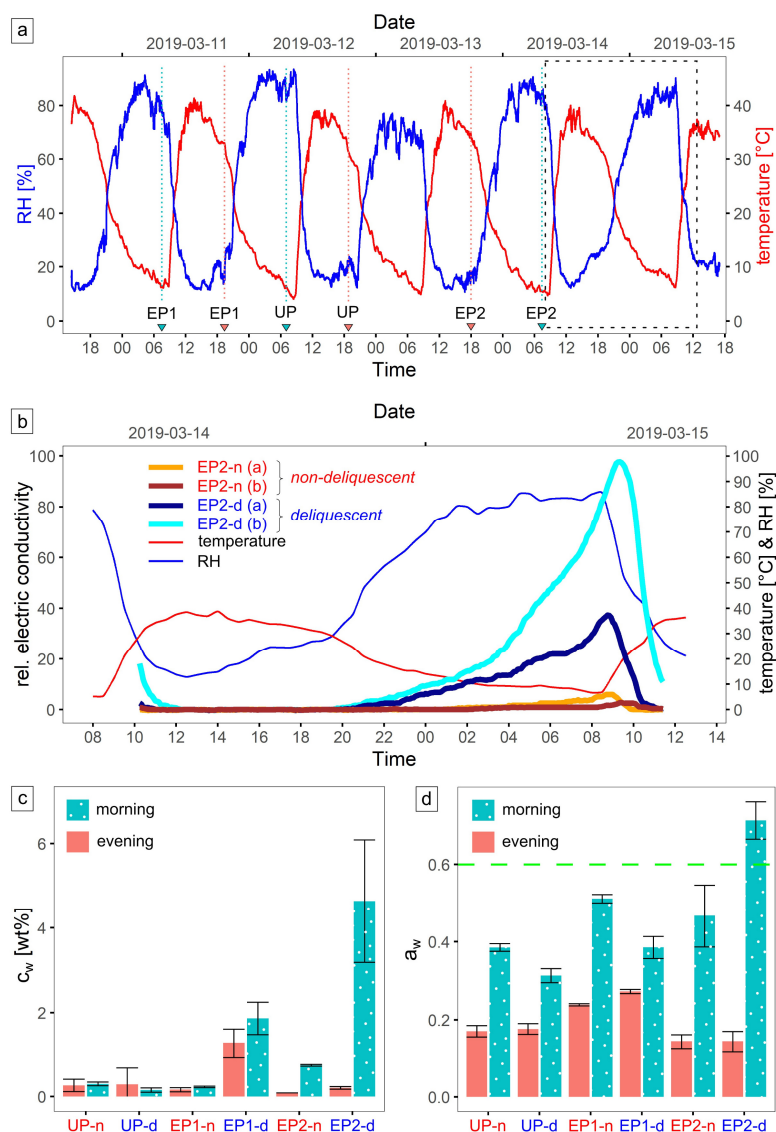 a
Date
2019-03-11 2019-03-12 2019-03-13 2019-03-14 2019-03-15
RH [%]
80
60
40
20
0
temperature [°C]
40
30
20
10
0
EP1 EP1 UP UP EP2 EP2
18 00 06 12 18 00 06 12 18 00 06 12 18 00 06 12 18 00 06 12 18
Time
b
Date
2019-03-14 2019-03-15
rel. electric conductivity
100
80
60
40
20
0
temperature [°C] & RH [%]
100
90
80
70
60
50
40
30
20
10
0
EP2-n (a)
EP2-n (b)
non-deliquescent
EP2-d (a)
EP2-d (b)
deliquescent
temperature
RH
08 10 12 14 16 18 20 22 00 02 04 06 08 10 12 14
Time
c
morning
evening
cw [wt%]
6
4
2
0
UP-n UP-d EP1-n EP1-d EP2-n EP2-d
d
morning
evening
aw
0.6
0.4
0.2
0.0
UP-n UP-d EP1-n EP1-d EP2-n EP2-d